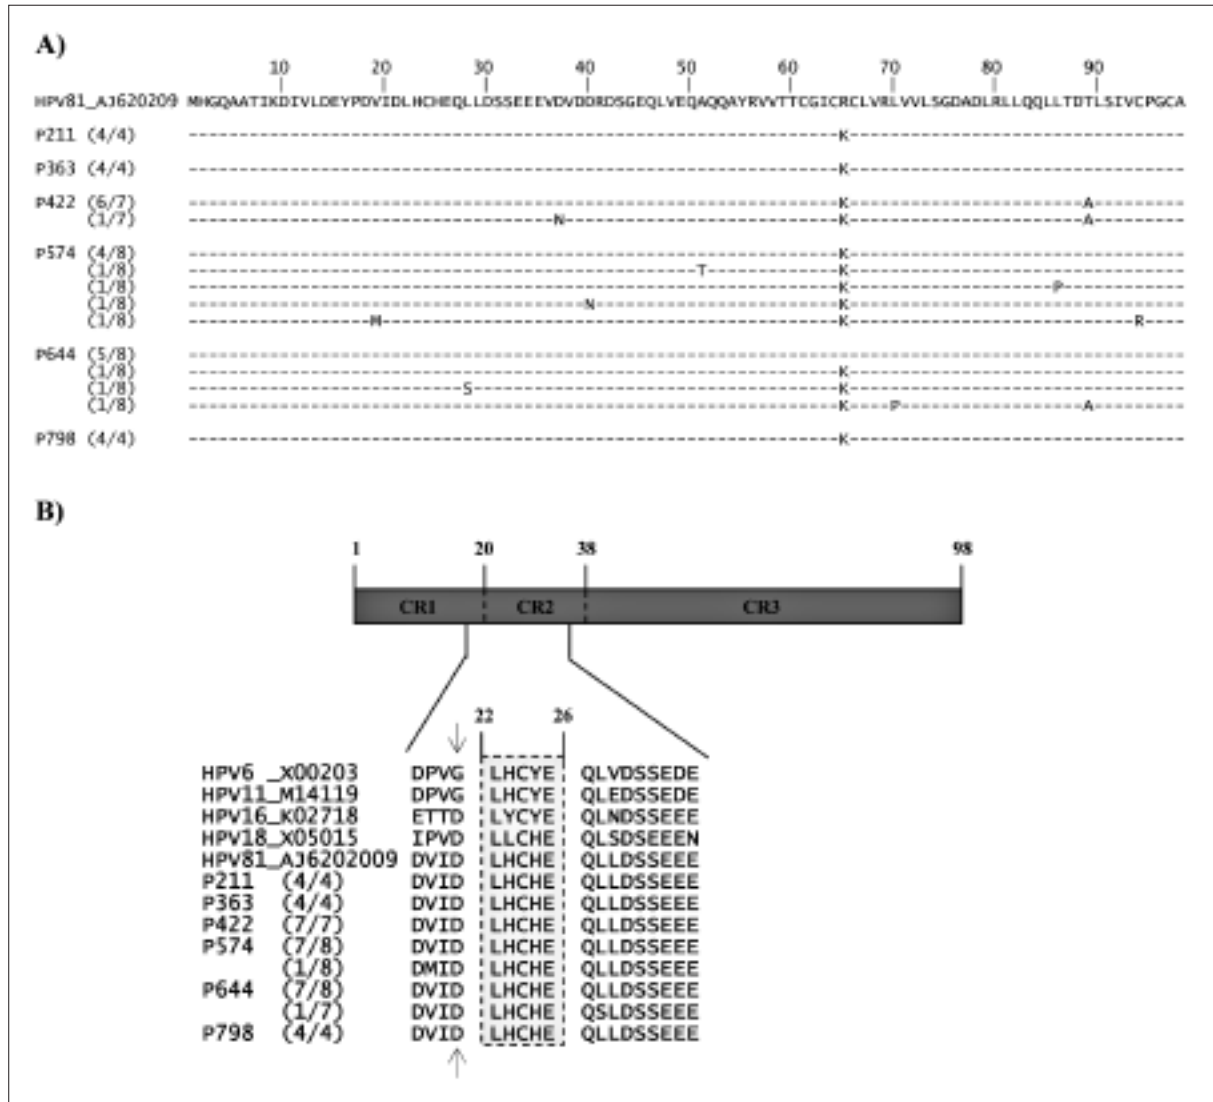 A)
10 20 30 40 50 60 70 80 90
HPV81_AJ620209 MHGQAATIKDIVLDEYPDVIDLHCHEQLLDSSEEEVDVDDRDSGEQLVEQAQQAYRVVTTCGICRCLVRLVVLSGDADLRLLQQLLTDTLSIVCPGCA
P211 (4/4) ----------------------------------------------------------------K---------------------------------
P363 (4/4) ----------------------------------------------------------------K---------------------------------
P422 (6/7) ----------------------------------------------------------------K-----------------------A---------
(1/7) ------------------------------------N---------------------------K-----------------------A---------
P574 (4/8) ----------------------------------------------------------------K---------------------------------
(1/8) --------------------------------------------------T-------------K---------------------------------
(1/8) ----------------------------------------------------------------K--------------------P------------
(1/8) ---------------------------------------N------------------------K---------------------------------
(1/8) ------------------M---------------------------------------------K----------------------------R----
P644 (5/8) --------------------------------------------------------------------------------------------------
(1/8) ----------------------------------------------------------------K---------------------------------
(1/8) ---------------------------S------------------------------------K---------------------------------
(1/8) ----------------------------------------------------------------K----P------------------A---------
P798 (4/4) ----------------------------------------------------------------K---------------------------------
B)
1 20 38 98
CR1 CR2 CR3
22 26
HPV6 _X00203 DPVG LHCYE QLVDSSEDE
HPV11_M14119 DPVG LHCYE QLEDSSEDE
HPV16_K02718 ETTD LYCYE QLNDSSEEE
HPV18_X05015 IPVD LLCHE QLSDSEEEN
HPV81_AJ6202009 DVID LHCHE QLLDSSEEE
P211 (4/4) DVID LHCHE QLLDSSEEE
P363 (4/4) DVID LHCHE QLLDSSEEE
P422 (7/7) DVID LHCHE QLLDSSEEE
P574 (7/8) DVID LHCHE QLLDSSEEE
(1/8) DMID LHCHE QLLDSSEEE
P644 (7/8) DVID LHCHE QLLDSSEEE
(1/7) DVID LHCHE QSLDSSEEE
P798 (4/4) DVID LHCHE QLLDSSEEE